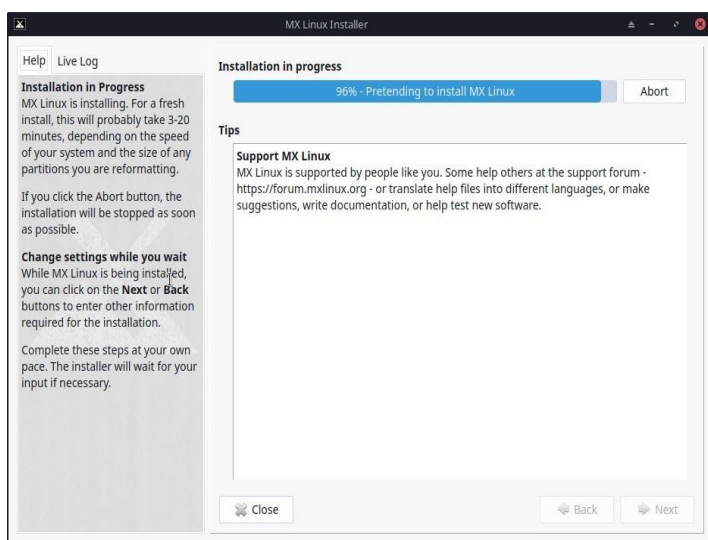 MX Linux Installer
Help
Live Log
Installation in Progress
MX Linux is installing. For a fresh
install, this will probably take 3-20
minutes, depending on the speed
of your system and the size of any
partitions you are reformatting.
If you click the Abort button, the
installation will be stopped as soon
as possible.
Change settings while you wait
While MX Linux is being installed,
you can click on the Next or Back
buttons to enter other information
required for the installation.
Complete these steps at your own
pace. The installer will wait for your
input if necessary.
Installation in progress
96% - Pretending to install MX Linux
Abort
Tips
Support MX Linux
MX Linux is supported by people like you. Some help others at the support forum -
https://forum.mxlinux.org - or translate help files into different languages, or make
suggestions, write documentation, or help test new software.
Close
Back
Next